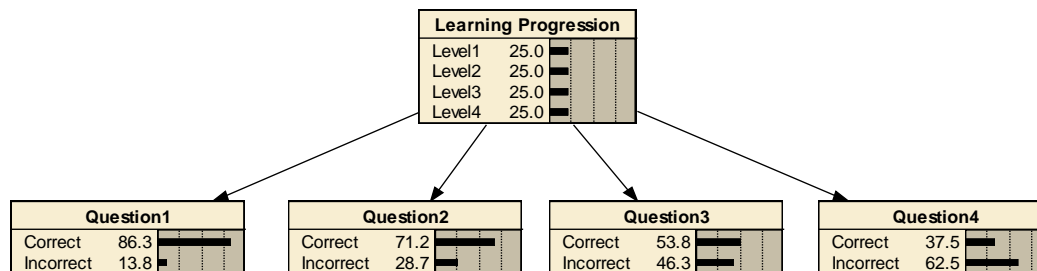 Learning Progression
Level1 25.0
Level2 25.0
Level3 25.0
Level4 25.0
Question1
Correct 86.3
Incorrect 13.8
Question2
Correct 71.2
Incorrect 28.7
Question3
Correct 53.8
Incorrect 46.3
Question4
Correct 37.5
Incorrect 62.5